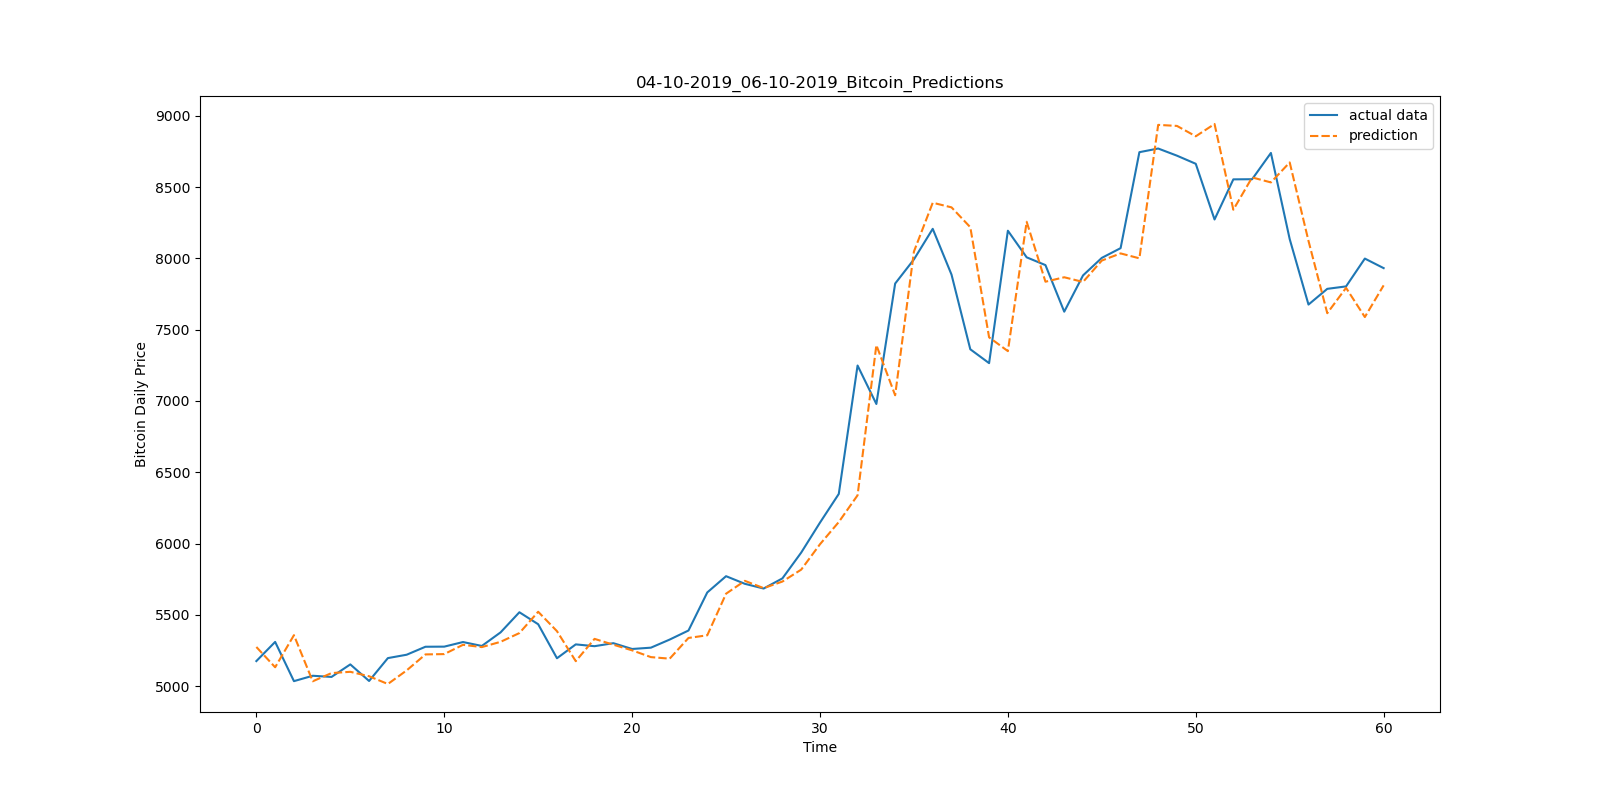 04-10-2019_06-10-2019_Bitcoin_Predictions
actual data
prediction
9000
8500
8000
7500
7000
6500
6000
5500
5000
Bitcoin Daily Price
0 10 20 30 40 50 60
Time